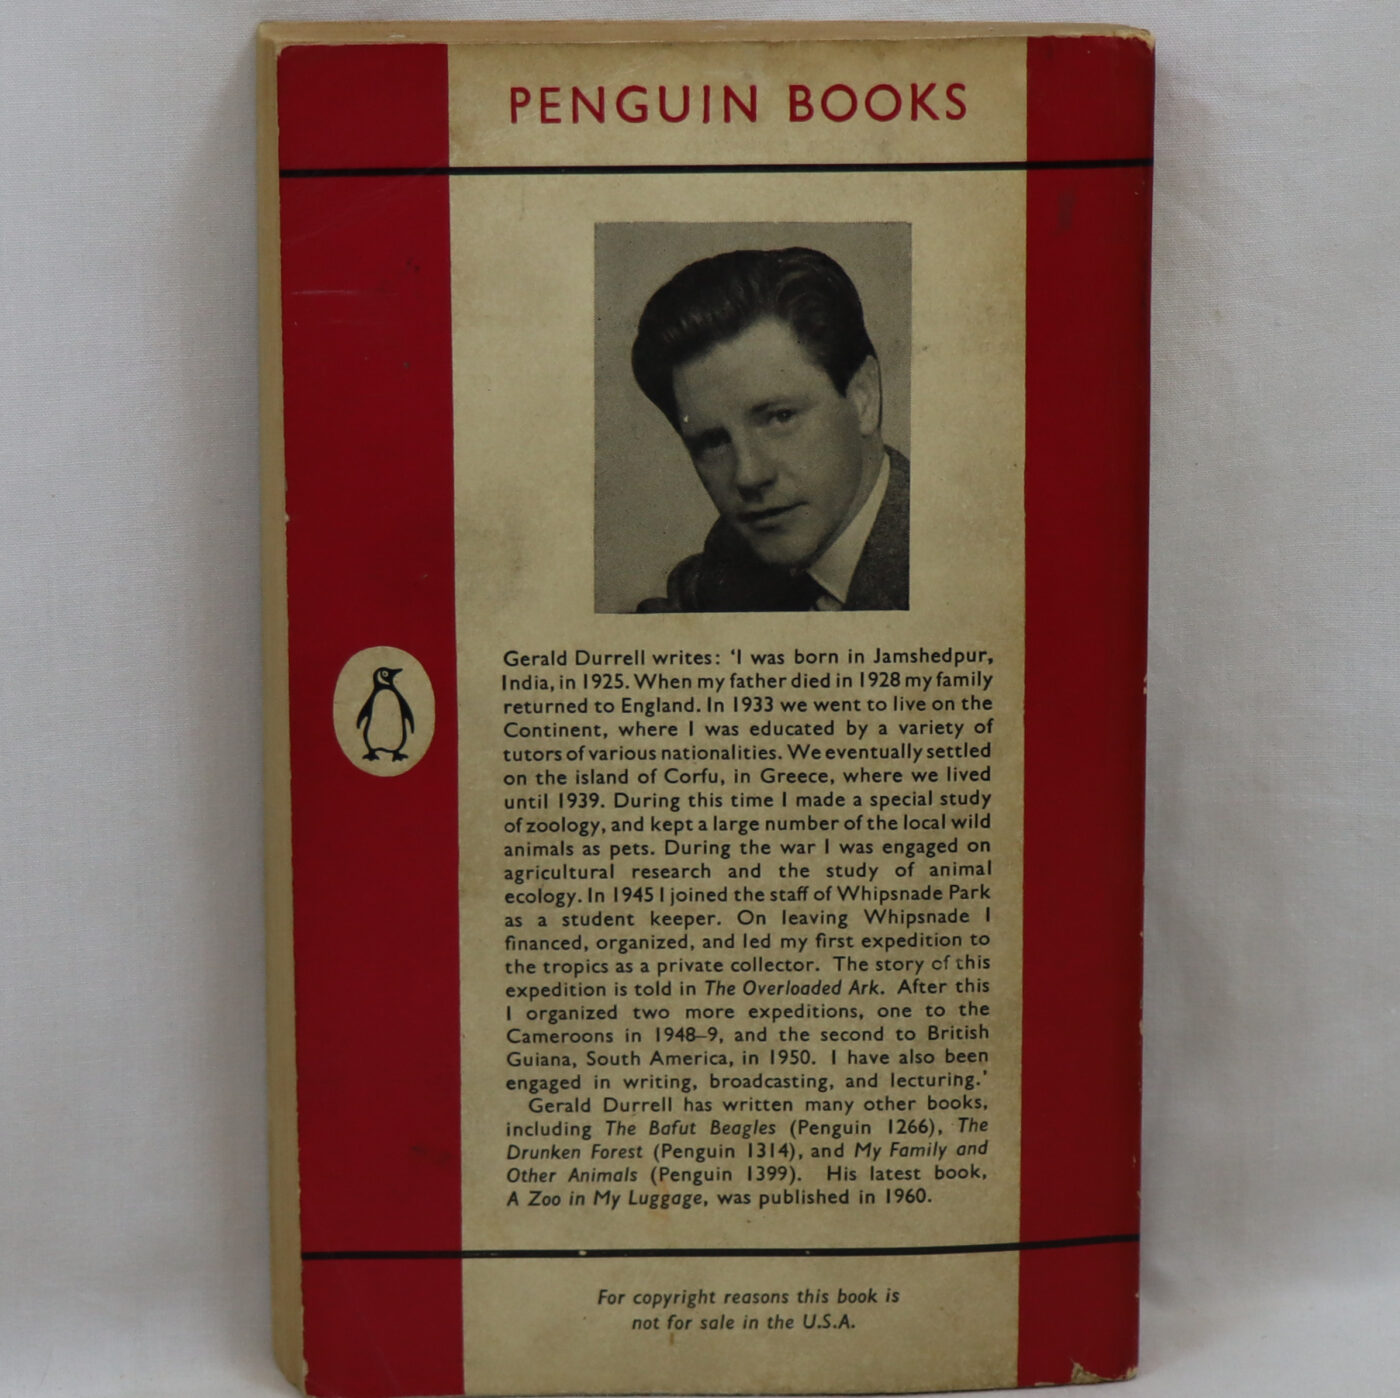 PENGUIN BOOKS
Gerald Durrell writes: ‘I was born in Jamshedpur,
India, in 1925. When my father died in 1928 my family
returned to England. In 1933 we went to live on the
Continent, where I was educated by a variety of
tutors of various nationalities. We eventually settled
on the island of Corfu, in Greece, where we lived
until 1939. During this time I made a special study
of zoology, and kept a large number of the local wild
animals as pets. During the war I was engaged on
agricultural research and the study of animal
ecology. In 1945 I joined the staff of Whipsnade Park
as a student keeper. On leaving Whipsnade I
financed, organized, and led my first expedition to
the tropics as a private collector. The story of this
expedition is told in The Overloaded Ark. After this
I organized two more expeditions, one to the
Cameroons in 1948–9, and the second to British
Guiana, South America, in 1950. I have also been
engaged in writing, broadcasting, and lecturing.’
Gerald Durrell has written many other books,
including The Bafut Beagles (Penguin 1266), The
Drunken Forest (Penguin 1314), and My Family and
Other Animals (Penguin 1399). His latest book,
A Zoo in My Luggage, was published in 1960.
For copyright reasons this book is
not for sale in the U.S.A.